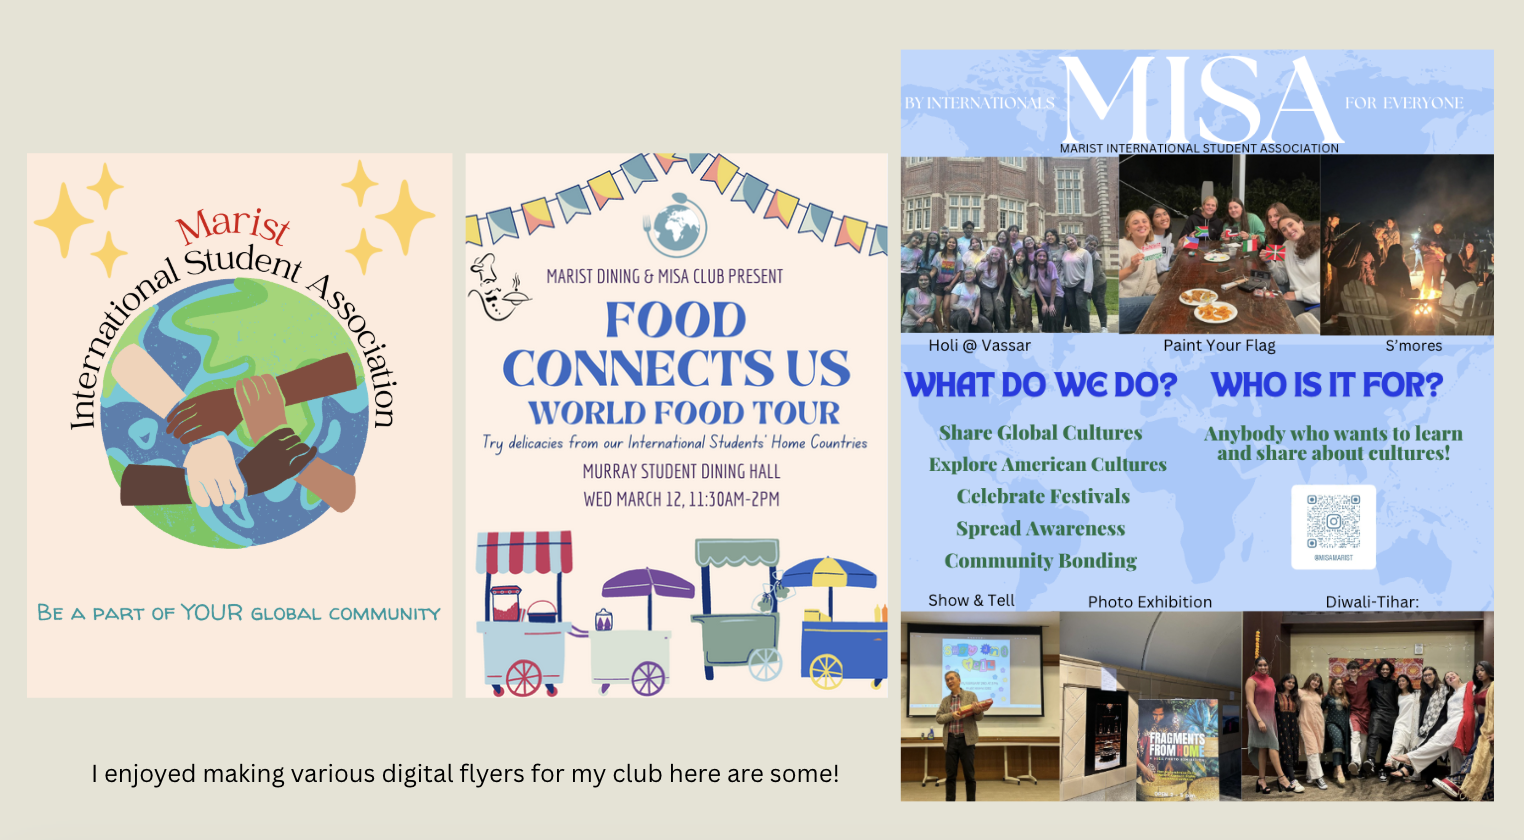 Marist
International Student Association
BE A PART OF YOUR GLOBAL COMMUNITY
MARIST DINING & MISA CLUB PRESENT
FOOD
CONNECTS US
WORLD FOOD TOUR
Try delicacies from our International Students' Home Countries
MURRAY STUDENT DINING HALL
WED MARCH 12, 11:30AM-2PM
I enjoyed making various digital flyers for my club here are some!
BY INTERNATIONALS MISA FOR EVERYONE
MARIST INTERNATIONAL STUDENT ASSOCIATION
Holi @ Vassar
Paint Your Flag
S'mores
WHAT DO WE DO?
Share Global Cultures
Explore American Cultures
Celebrate Festivals
Spread Awareness
Community Bonding
WHO IS IT FOR?
Anybody who wants to learn
and share about cultures!
@MISAMARIST
Show & Tell
Photo Exhibition
Diwali-Tihar:
FRAGMENTS
FROM HOME